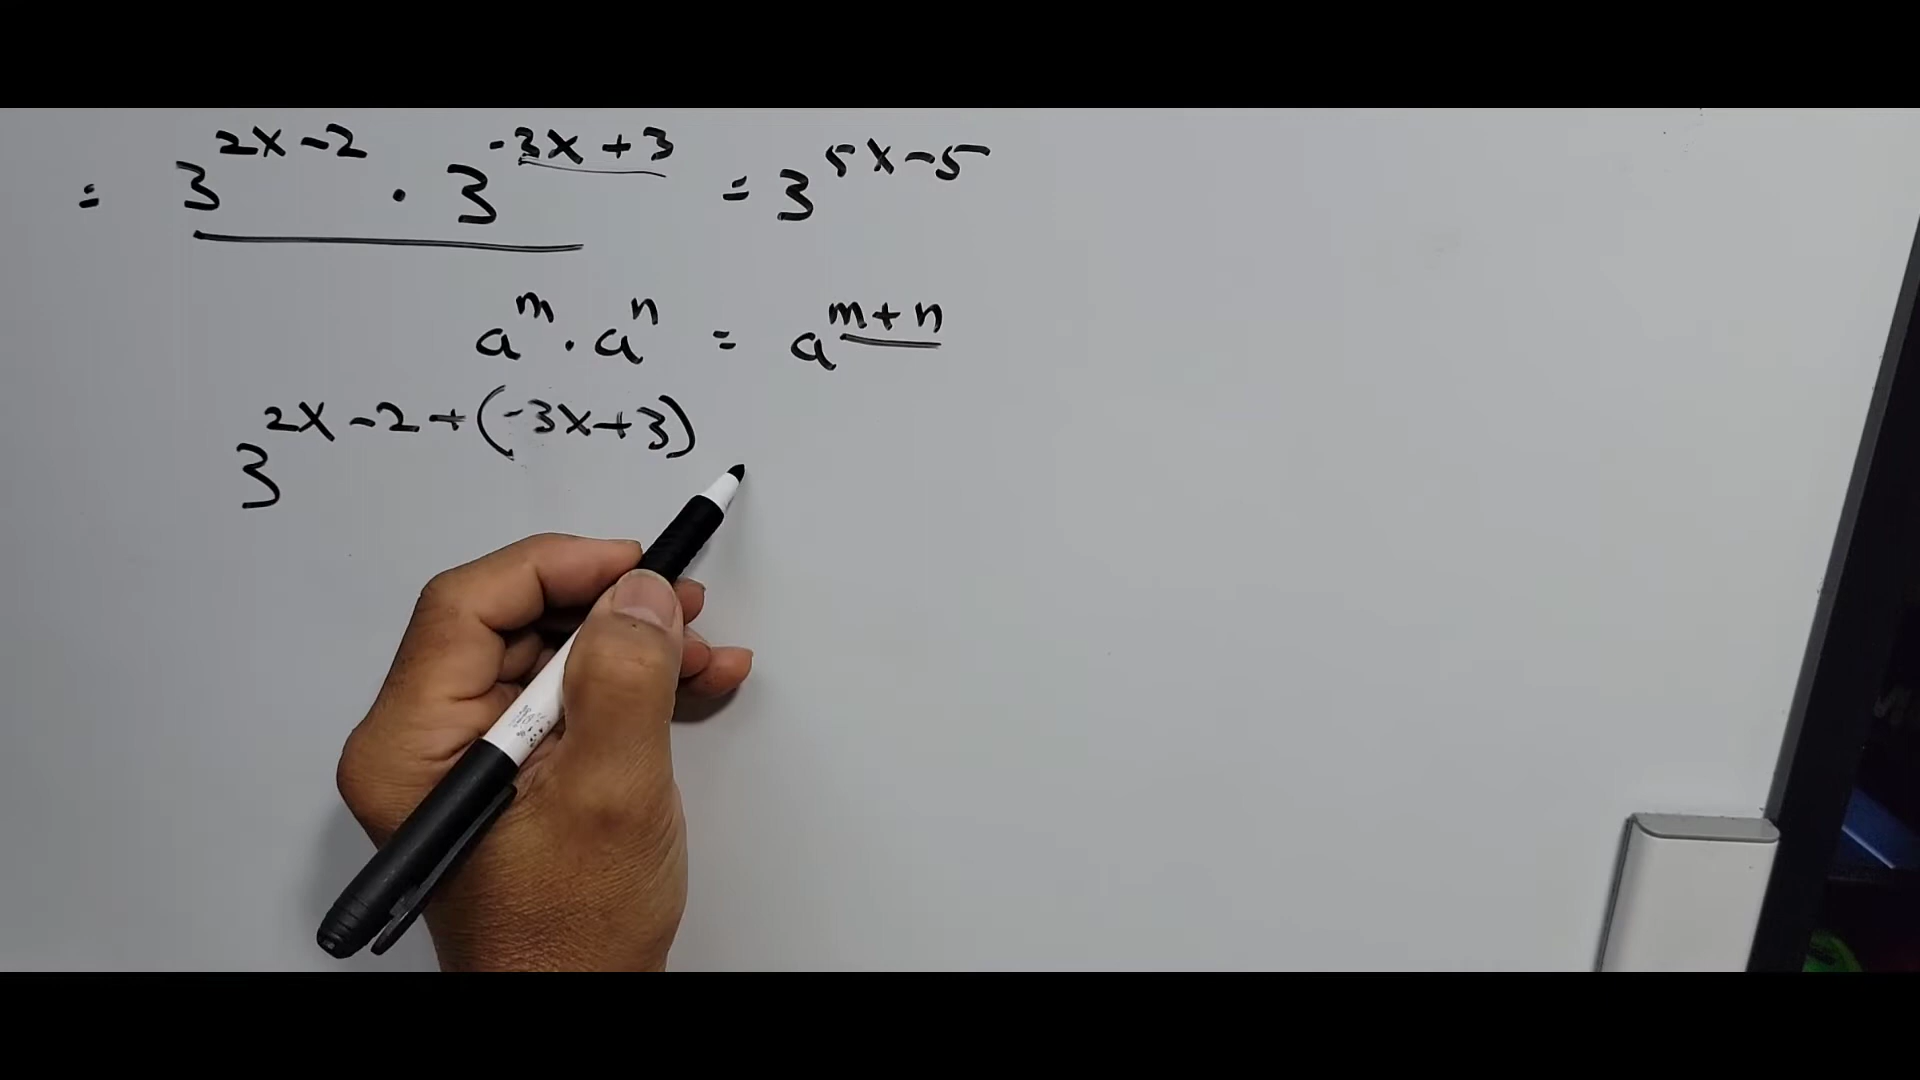 = 3^{2x-2} · 3^{-3x+3} = 3^{5x-5}
a^m · a^n = a^{m+n}
3^{2x-2+(-3x+3)}